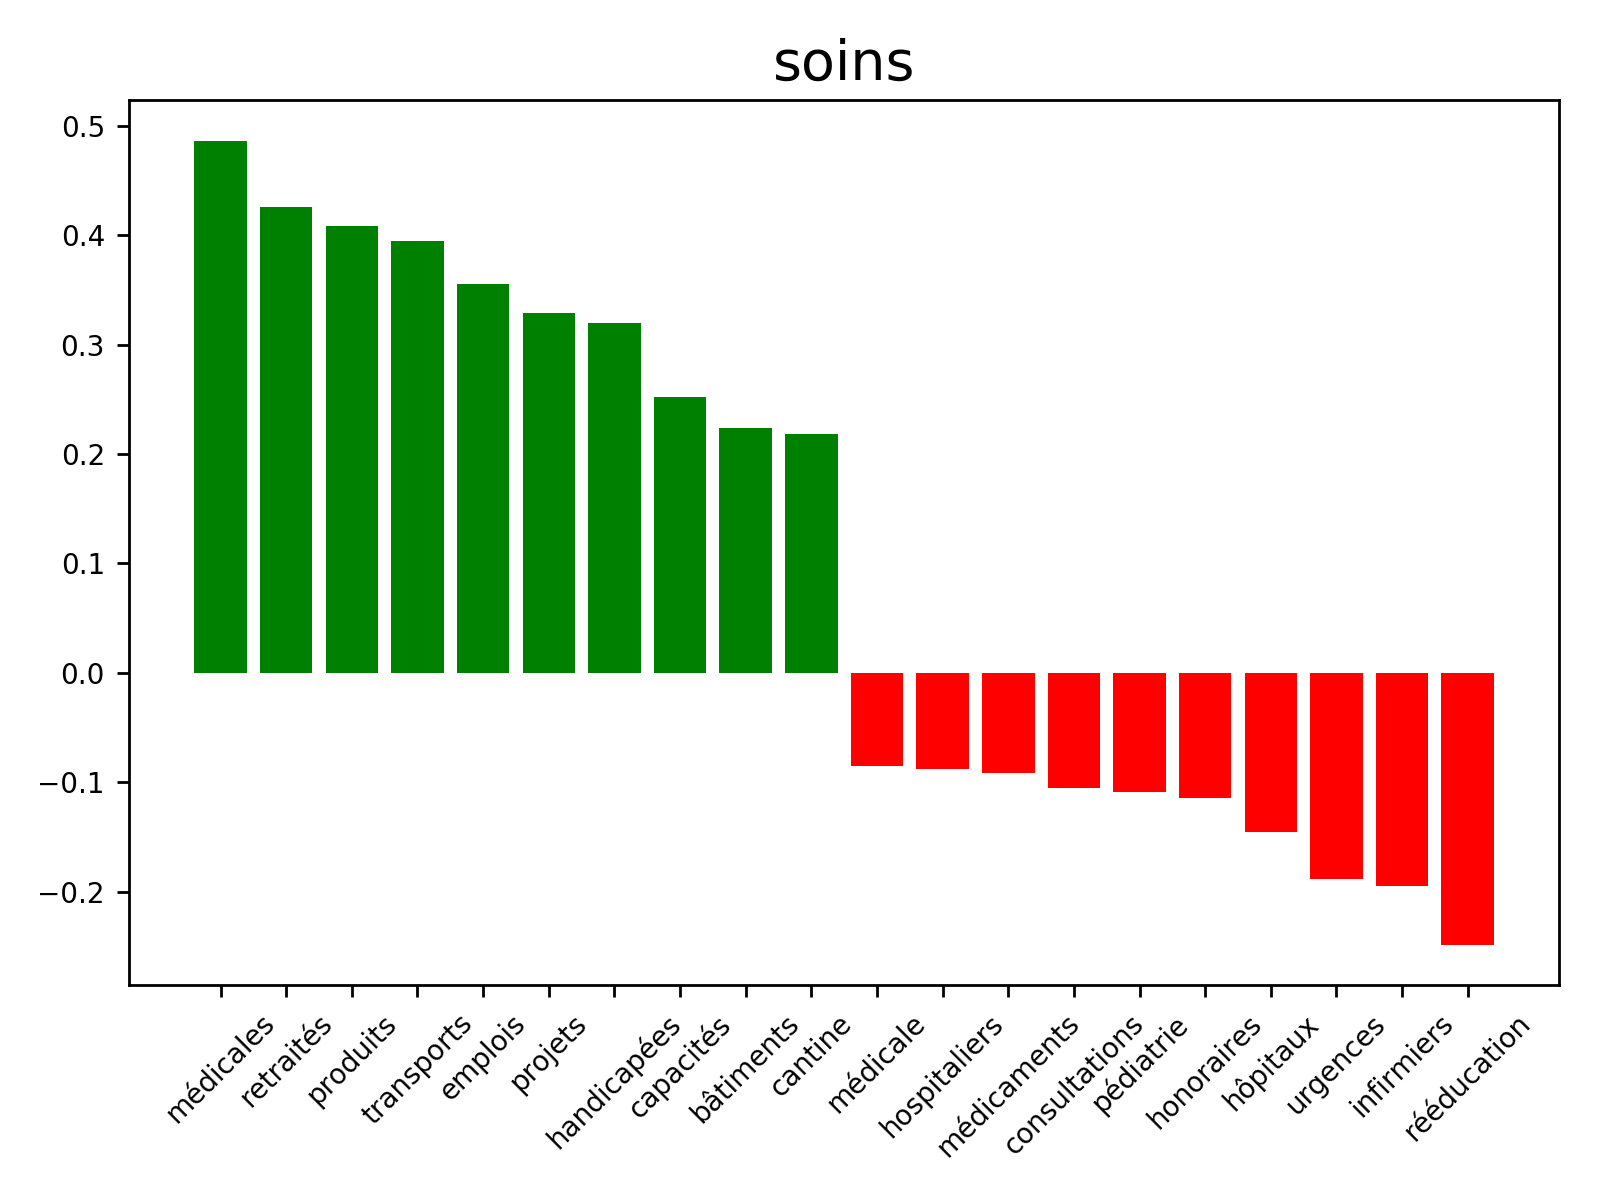 soins
0.5
0.4
0.3
0.2
0.1
0.0
−0.1
−0.2
médicales
retraités
produits
transports
emplois
projets
handicapées
capacités
bâtiments
cantine
médicale
hospitaliers
médicaments
consultations
pédiatrie
honoraires
hôpitaux
urgences
infirmiers
rééducation